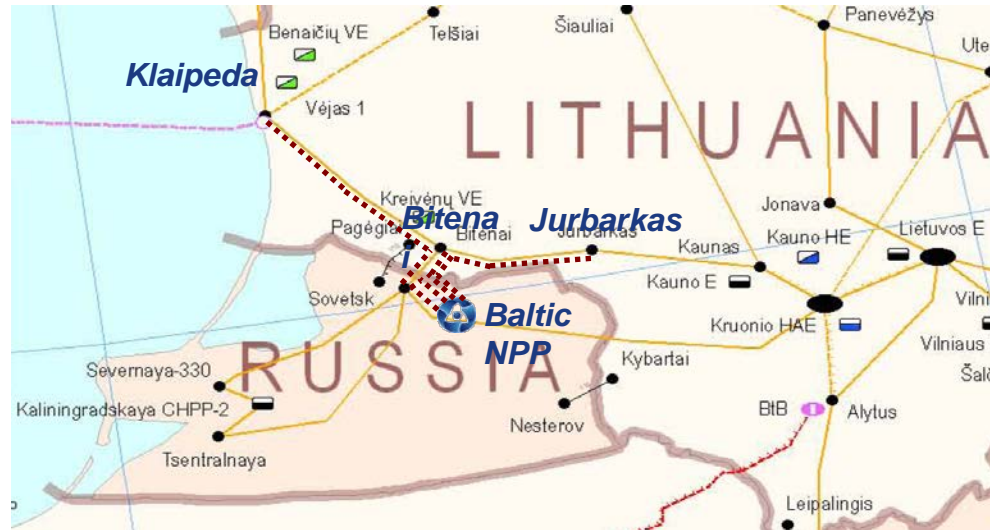 Panevėžys
Benaičių VE
Telšiai
Šiauliai
Ute
Klaipeda
Vėjas 1
LITHUANIA
Kreivėnų VE
Bitena
i
Jurbarkas
Pagėgiai
Bitėnai
Jurbarkas
Jonava
Kaunas
Kauno HE
Lietuvos E
Sovetsk
Kauno E
Baltic
NPP
Kruonio HAE
Vilni
Vilniaus
Kybartai
Severnaya-330
RUSSIA
Šalč
Kaliningradskaya CHPP-2
Nesterov
BtB
Alytus
Tsentralnaya
Leipalingis